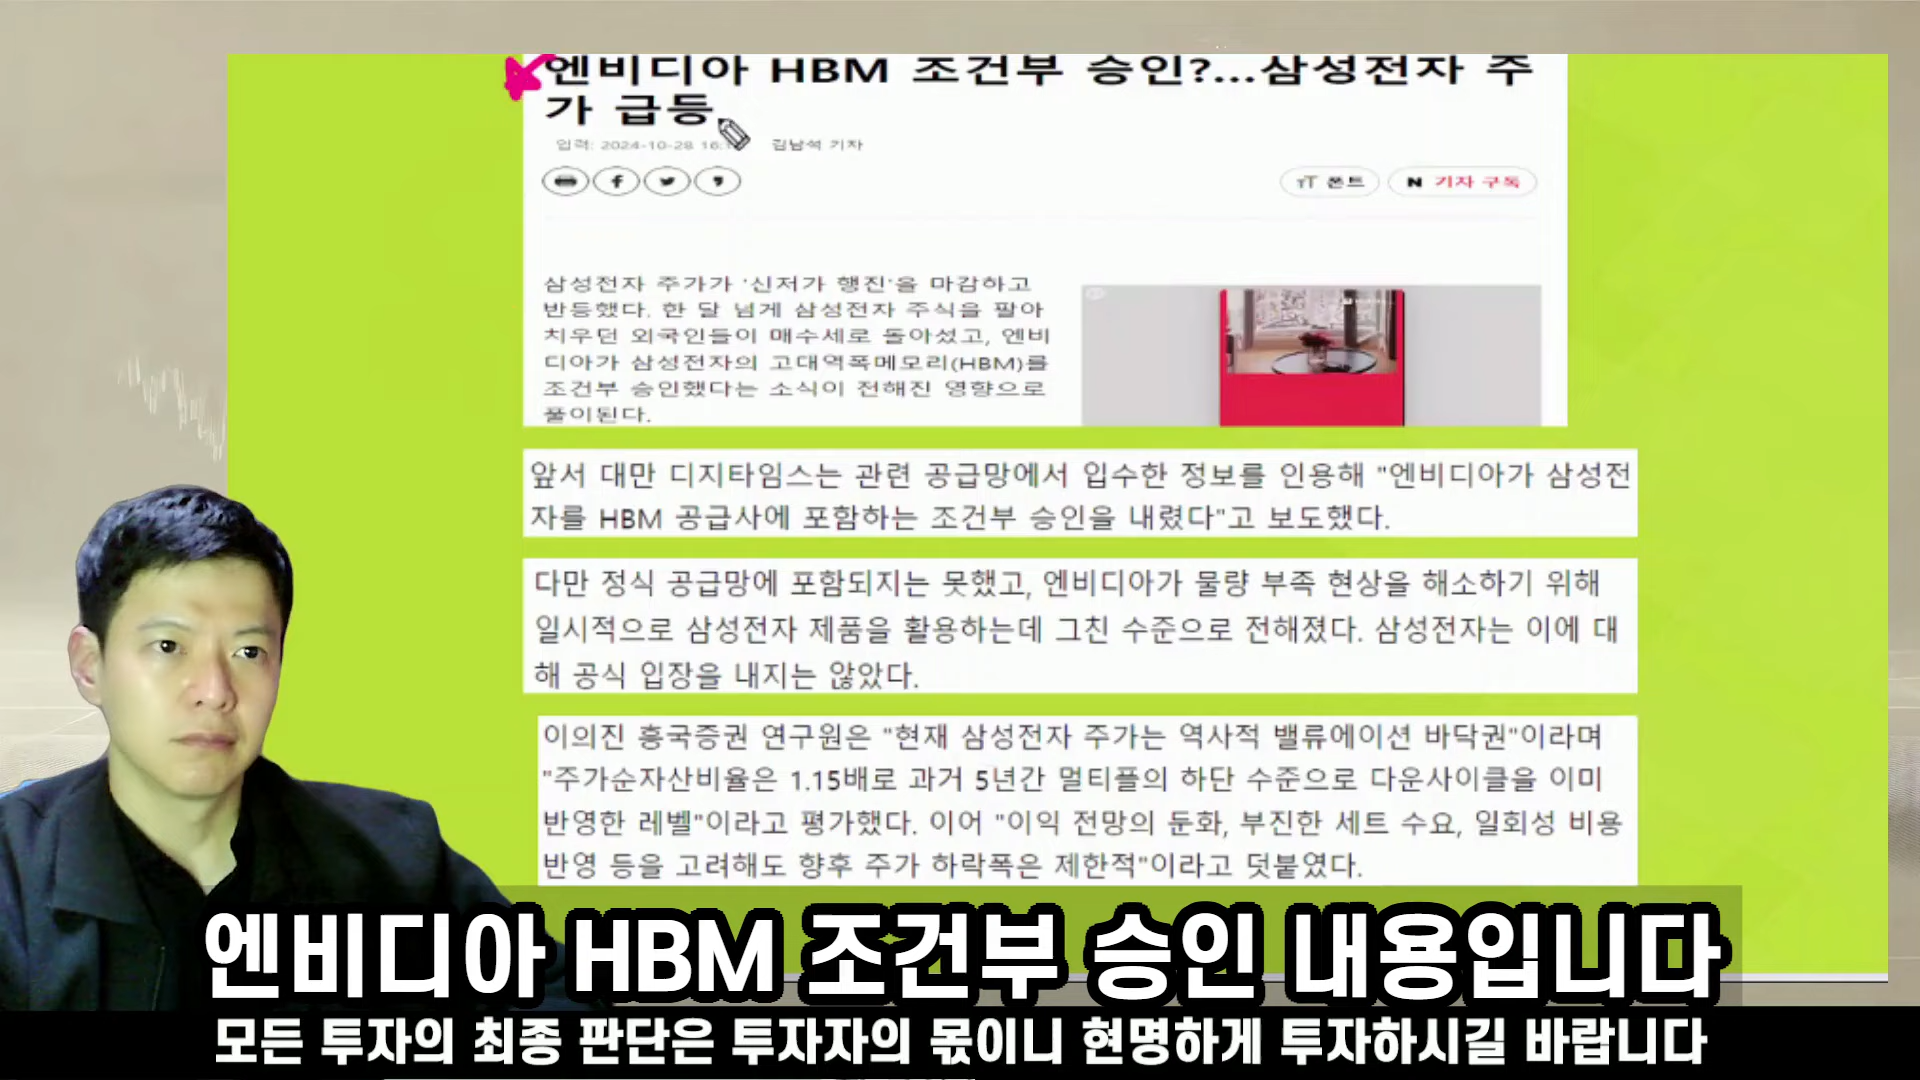 엔비디아 HBM 조건부 승인?...삼성전자 주
가 급등
입력: 2024-10-28 16:
김남석 기자
TT 폰트
N 기자 구독
삼성전자 주가가 '신저가 행진'을 마감하고
반등했다. 한 달 넘게 삼성전자 주식을 팔아
치우던 외국인들이 매수세로 돌아섰고, 엔비
디아가 삼성전자의 고대역폭메모리(HBM)를
조건부 승인했다는 소식이 전해진 영향으로
풀이된다.
앞서 대만 디지타임스는 관련 공급망에서 입수한 정보를 인용해 "엔비디아가 삼성전
자를 HBM 공급사에 포함하는 조건부 승인을 내렸다"고 보도했다.
다만 정식 공급망에 포함되지는 못했고, 엔비디아가 물량 부족 현상을 해소하기 위해
일시적으로 삼성전자 제품을 활용하는데 그친 수준으로 전해졌다. 삼성전자는 이에 대
해 공식 입장을 내지는 않았다.
이의진 흥국증권 연구원은 "현재 삼성전자 주가는 역사적 밸류에이션 바닥권"이라며
"주가순자산비율은 1.15배로 과거 5년간 멀티플의 하단 수준으로 다운사이클을 이미
반영한 레벨"이라고 평가했다. 이어 "이익 전망의 둔화, 부진한 세트 수요, 일회성 비용
반영 등을 고려해도 향후 주가 하락폭은 제한적"이라고 덧붙였다.
엔비디아 HBM 조건부 승인 내용입니다
모든 투자의 최종 판단은 투자자의 몫이니 현명하게 투자하시길 바랍니다